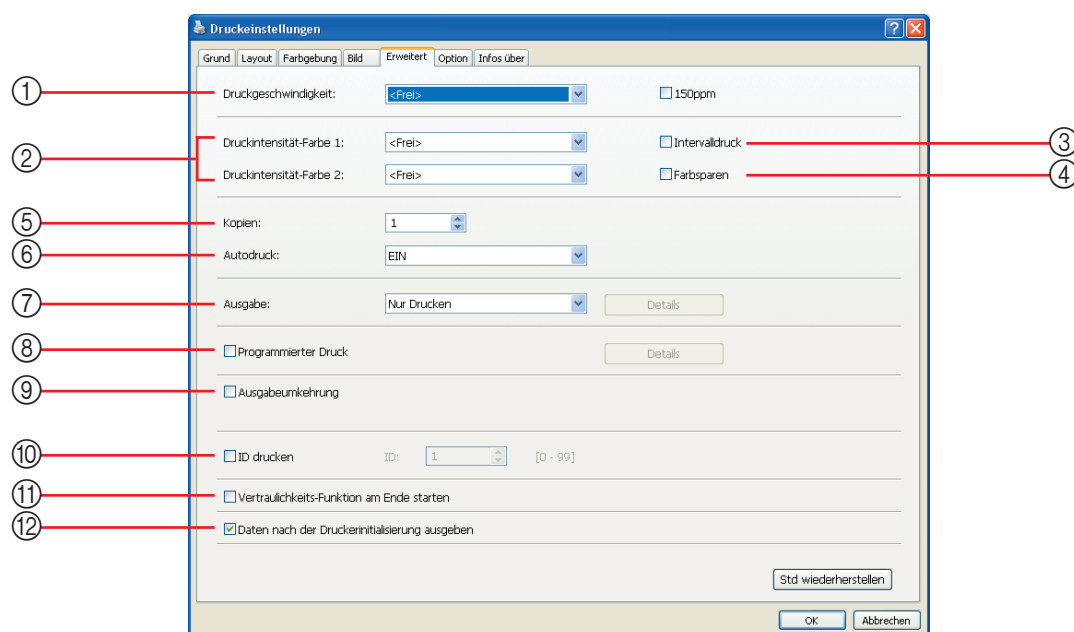 Druckeinstellungen
Grund Layout Farbgebung Bild Erweitert Option Infos über
① Druckgeschwindigkeit: <Frei> 150ppm
② Druckintensität-Farbe 1: <Frei> Intervalldruck ③
Druckintensität-Farbe 2: <Frei> Farbsparen ④
⑤ Kopien: 1
⑥ Autodruck: EIN
⑦ Ausgabe: Nur Drucken Details
⑧ Programmierter Druck Details
⑨ Ausgabeumkehrung
⑩ ID drucken ID: 1 [0 - 99]
⑪ Vertraulichkeits-Funktion am Ende starten
⑫ Daten nach der Druckerinitialisierung ausgeben
Std wiederherstellen
OK Abbrechen